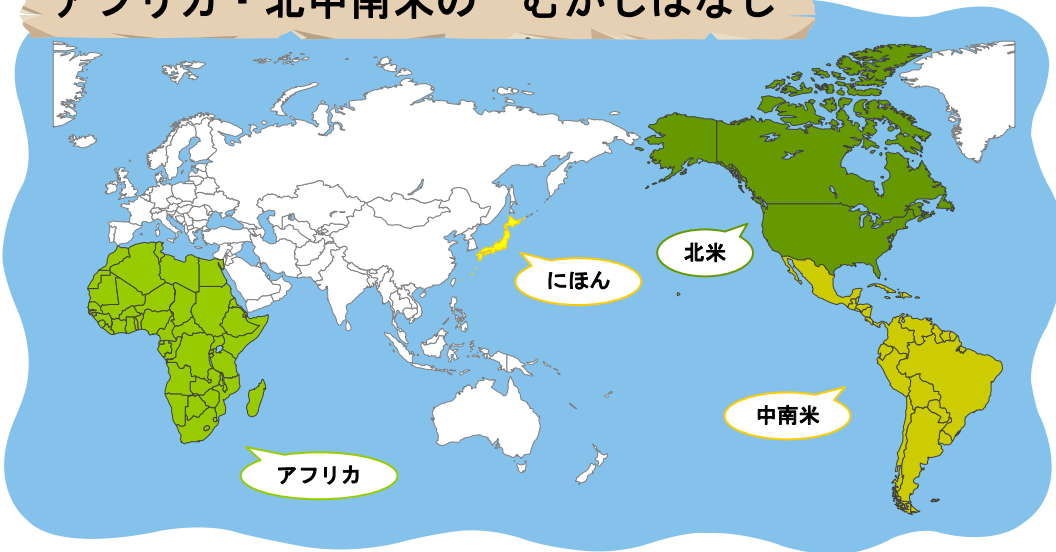 アフリカ・北中南米の むかしばなし
北米
にほん
中南米
アフリカ